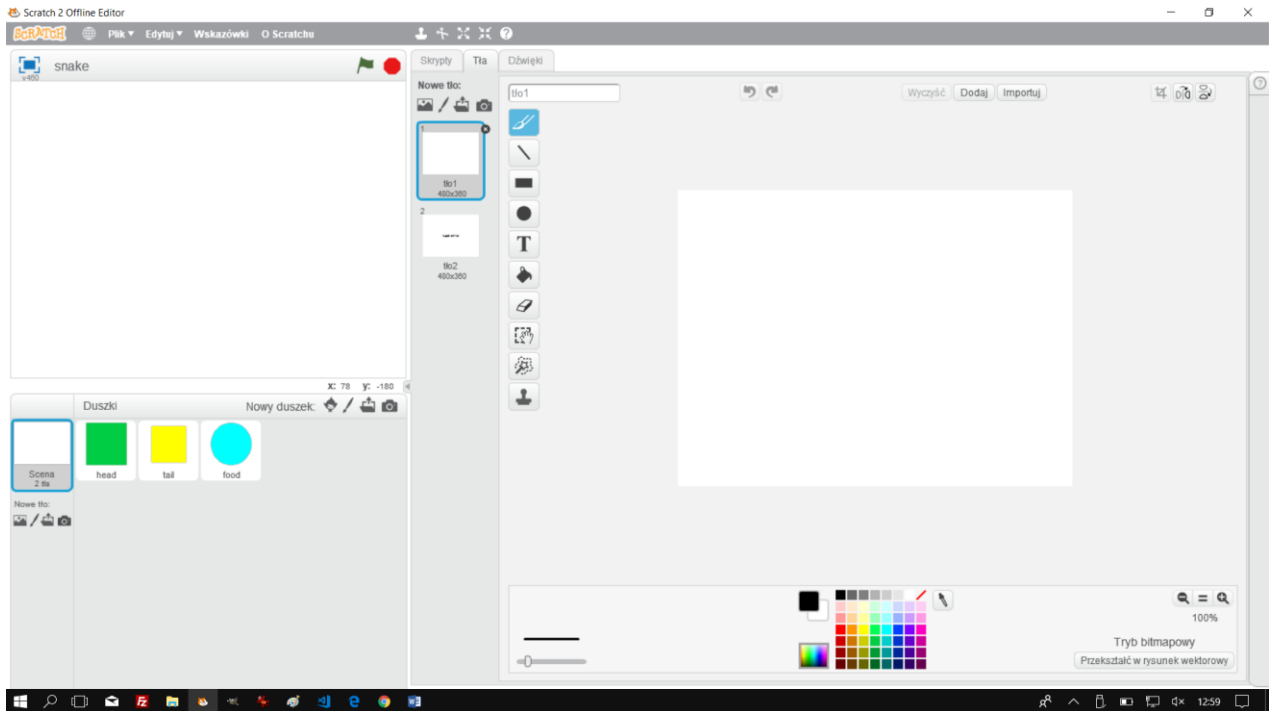 Scratch 2 Offline Editor
SCRATCH Plik Edytuj Wskazówki O Scratchu
snake
v460
Skrypty Tła Dźwięki
Nowe tło:
tło1
Wyczyść Dodaj Importuj
1
tło1
480x360
2
tło2
480x360
T
X: 78 y: -180
Duszki Nowy duszek:
Scena
2 tła
head tail food
Nowe tło:
100%
Tryb bitmapowy
Przekształć w rysunek wektorowy
12:59